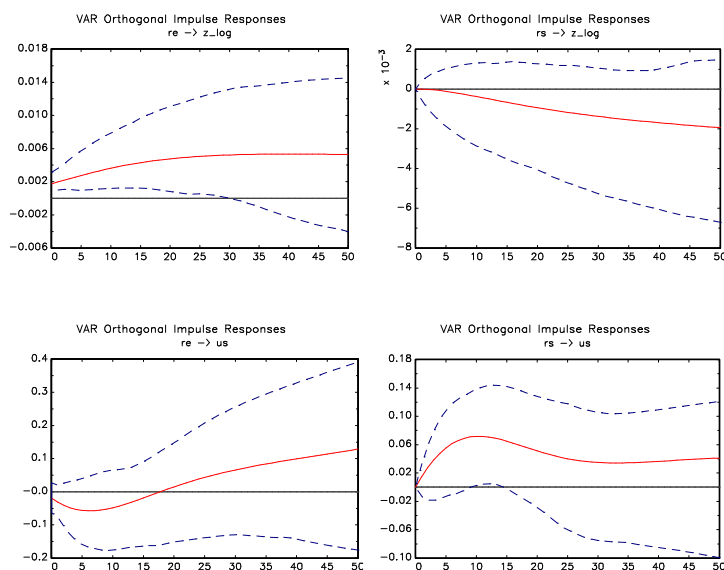 VAR Orthogonal Impulse Responses
re -> z_log
0.018
0.014
0.010
0.006
0.002
-0.002
-0.006
0 5 10 15 20 25 30 35 40 45 50
VAR Orthogonal Impulse Responses
rs -> z_log
x 10^-3
2
0
-2
-4
-6
-8
0 5 10 15 20 25 30 35 40 45 50
VAR Orthogonal Impulse Responses
re -> us
0.4
0.3
0.2
0.1
-0.0
-0.1
-0.2
0 5 10 15 20 25 30 35 40 45 50
VAR Orthogonal Impulse Responses
rs -> us
0.18
0.14
0.10
0.06
0.02
-0.02
-0.06
-0.10
0 5 10 15 20 25 30 35 40 45 50